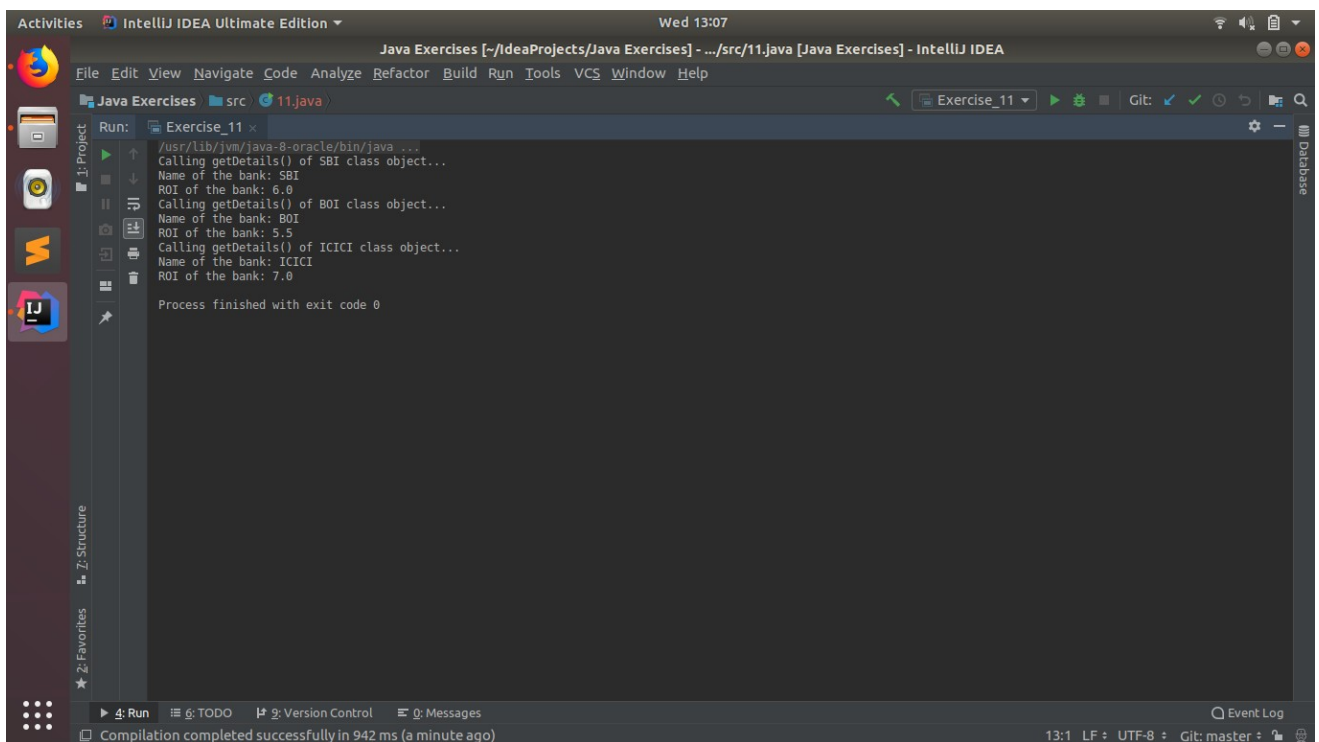 Activities IntelliJ IDEA Ultimate Edition Wed 13:07
Java Exercises [~/IdeaProjects/Java Exercises] - .../src/11.java [Java Exercises] - IntelliJ IDEA
File Edit View Navigate Code Analyze Refactor Build Run Tools VCS Window Help
Java Exercises src 11.java Exercise_11 Git:
Run: Exercise_11
/usr/lib/jvm/java-8-oracle/bin/java ...
Calling getDetails() of SBI class object...
Name of the bank: SBI
ROI of the bank: 6.0
Calling getDetails() of BOI class object...
Name of the bank: BOI
ROI of the bank: 5.5
Calling getDetails() of ICICI class object...
Name of the bank: ICICI
ROI of the bank: 7.0
Process finished with exit code 0
1: Project
Database
IJ
7: Structure
2: Favorites
4: Run 6: TODO 9: Version Control 0: Messages Event Log
Compilation completed successfully in 942 ms (a minute ago) 13:1 LF UTF-8 Git: master